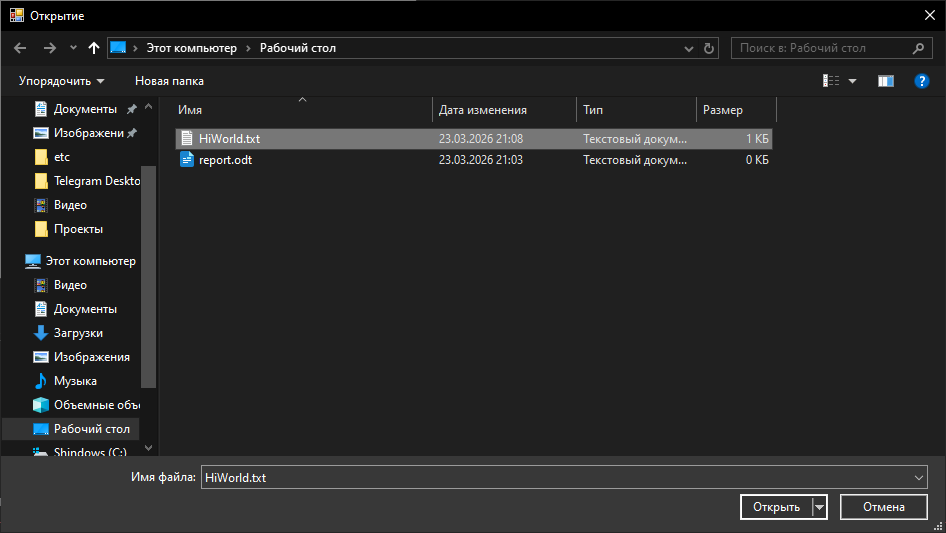 Открытие
Этот компьютер Рабочий стол
Поиск в: Рабочий стол
Упорядочить Новая папка
Документы
Изображени
etc
Telegram Deskto
Видео
Проекты
Этот компьютер
Видео
Документы
Загрузки
Изображения
Музыка
Объемные объ
Рабочий стол
Shindows (C:)
Имя Дата изменения Тип Размер
HiWorld.txt 23.03.2026 21:08 Текстовый докум... 1 КБ
report.odt 23.03.2026 21:03 Текстовый докум... 0 КБ
Имя файла: HiWorld.txt
Открыть Отмена